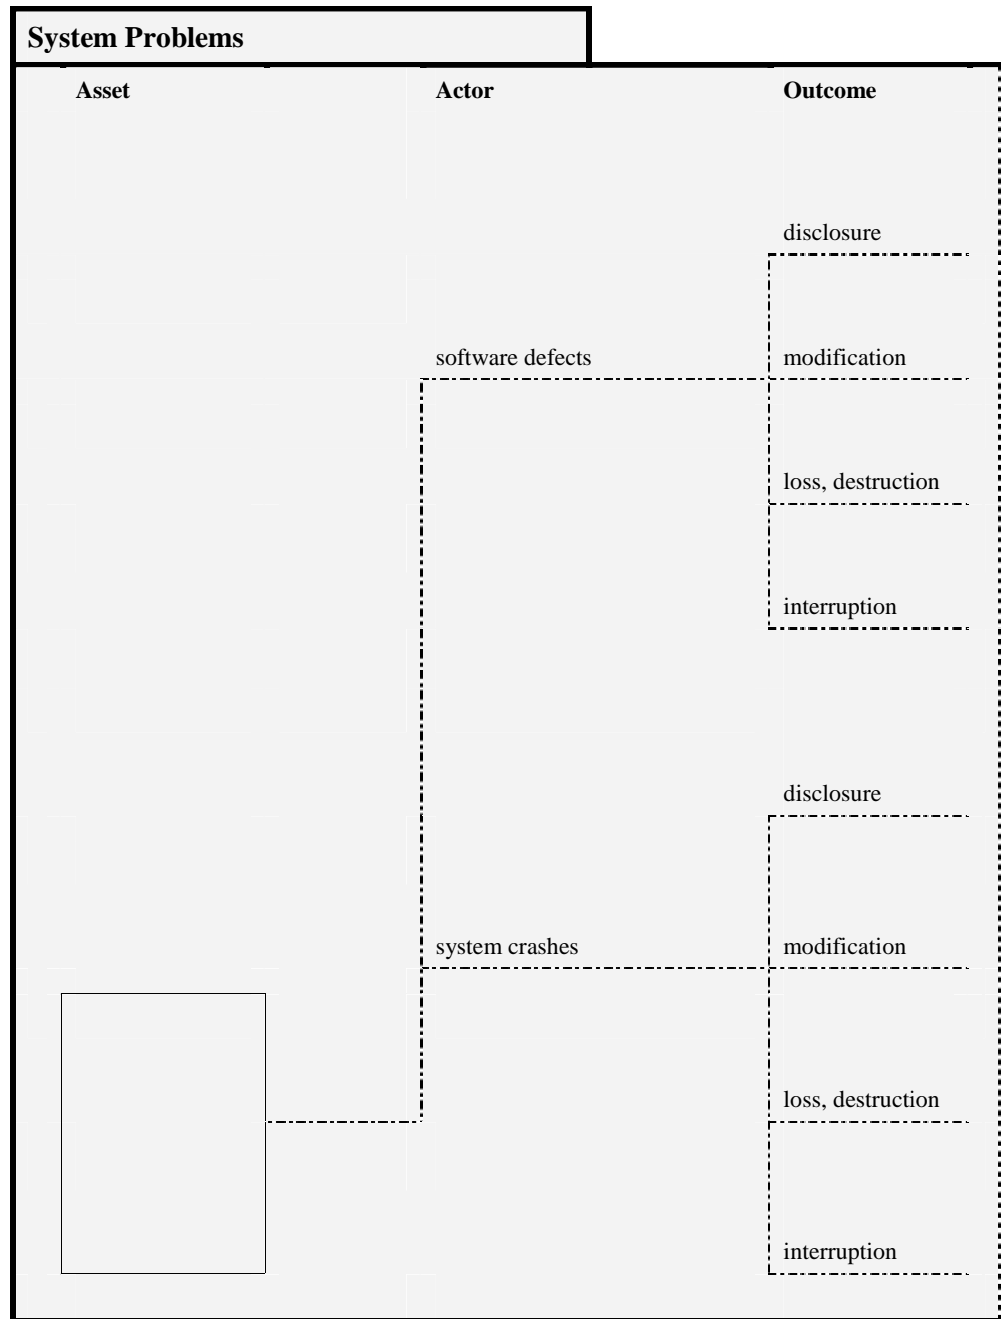 System Problems
Asset Actor Outcome
disclosure
software defects modification
loss, destruction
interruption
disclosure
system crashes modification
loss, destruction
interruption